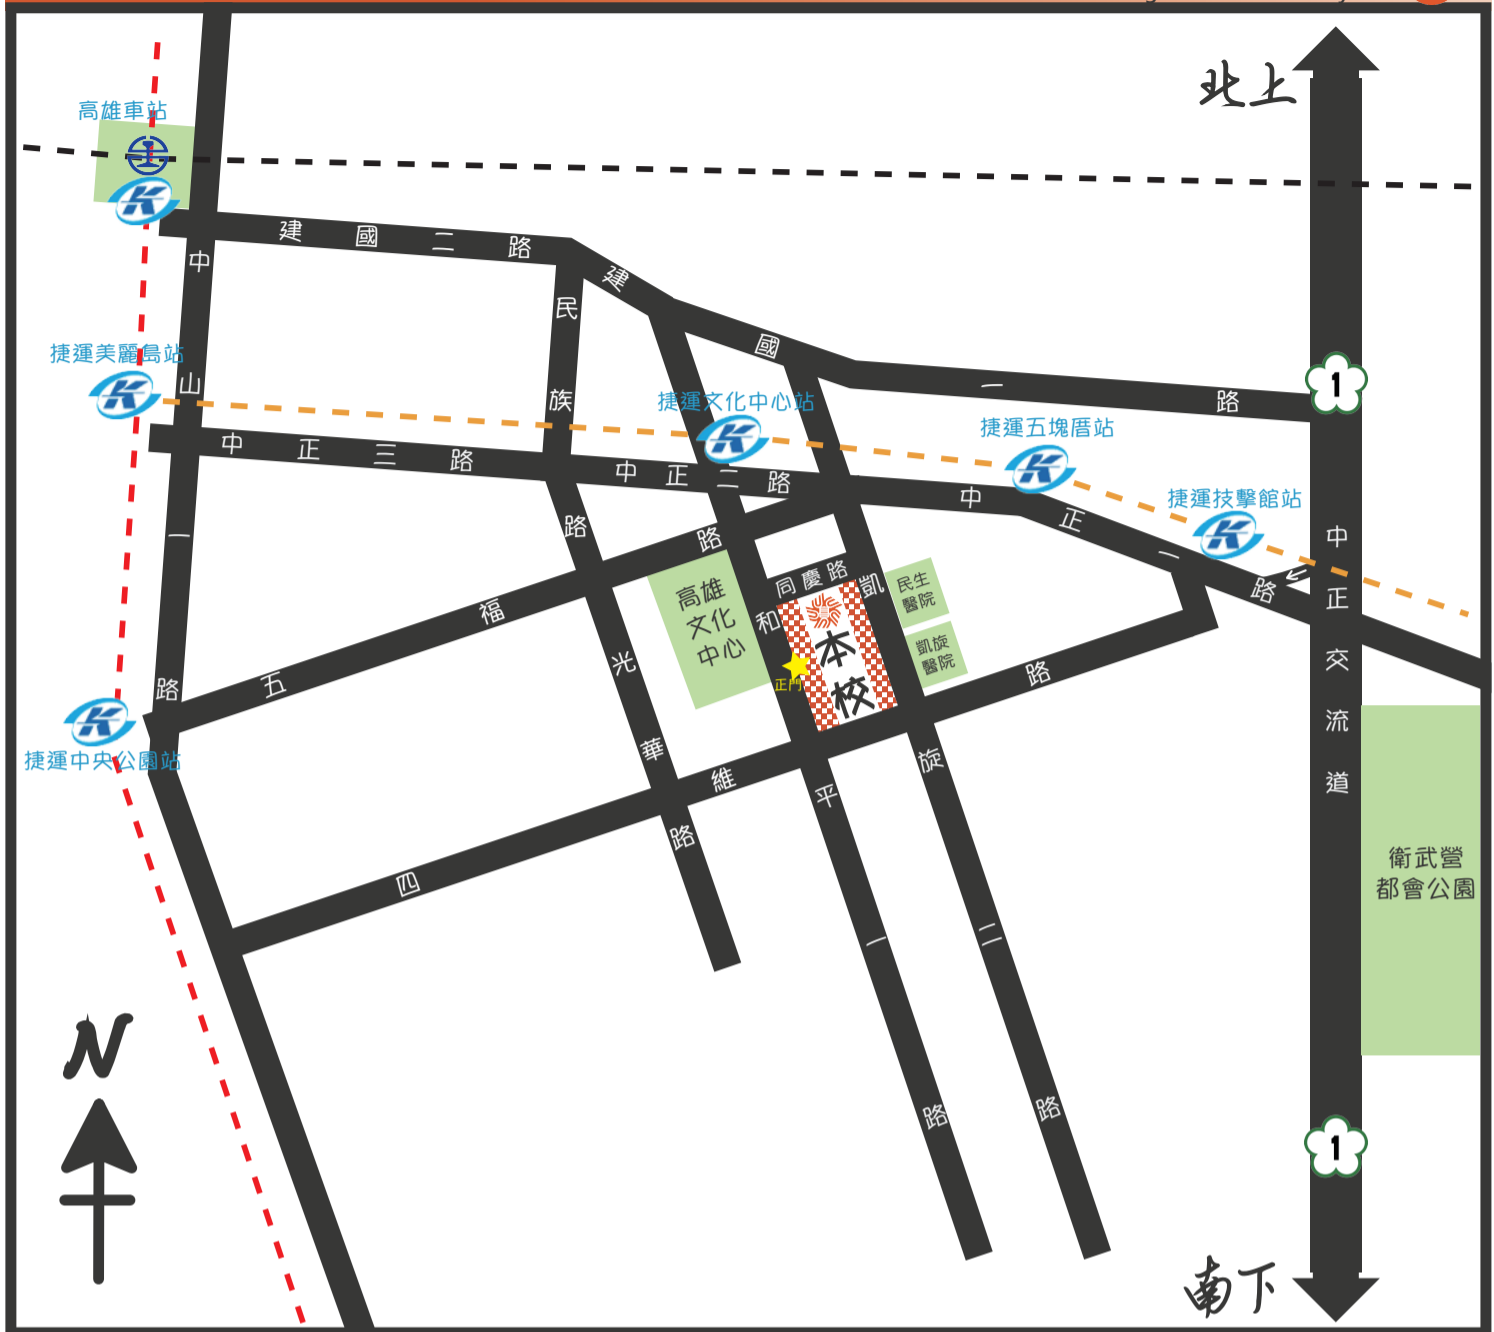 北上
高雄車站
建國二路
建國一路
中山一路
民族路
捷運美麗島站
捷運文化中心站
捷運五塊厝站
捷運技擊館站
1
中正三路
中正二路
中正一路
中正交流道
五福路
同慶路
凱旋二路
民生
醫院
凱旋
醫院
高雄
文化
中心
和平一路
本校
正門
光華路
四維路
捷運中央公園站
衛武營
都會公園
N
1
南下